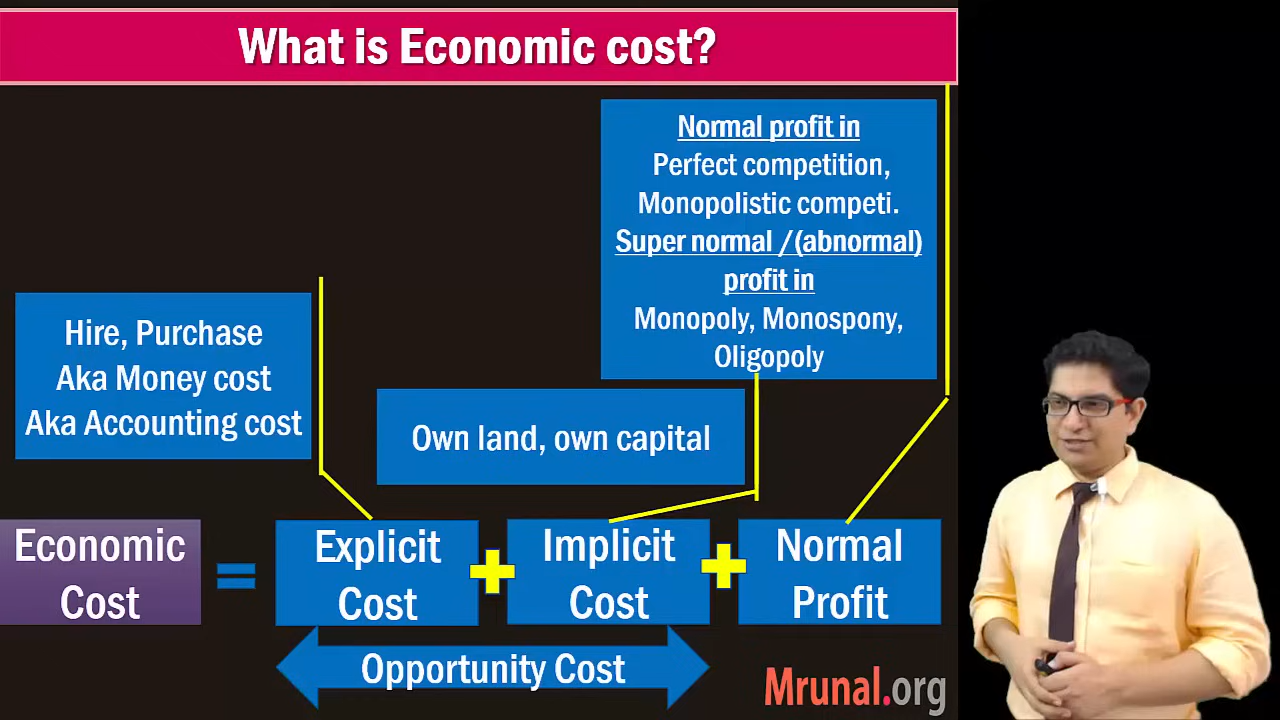 What is Economic cost?
Normal profit in
Perfect competition,
Monopolistic competi.
Super normal /(abnormal)
profit in
Monopoly, Monospony,
Oligopoly
Hire, Purchase
Aka Money cost
Aka Accounting cost
Own land, own capital
Economic
Cost
=
Explicit
Cost
+
Implicit
Cost
+
Normal
Profit
Opportunity Cost
Mrunal.org